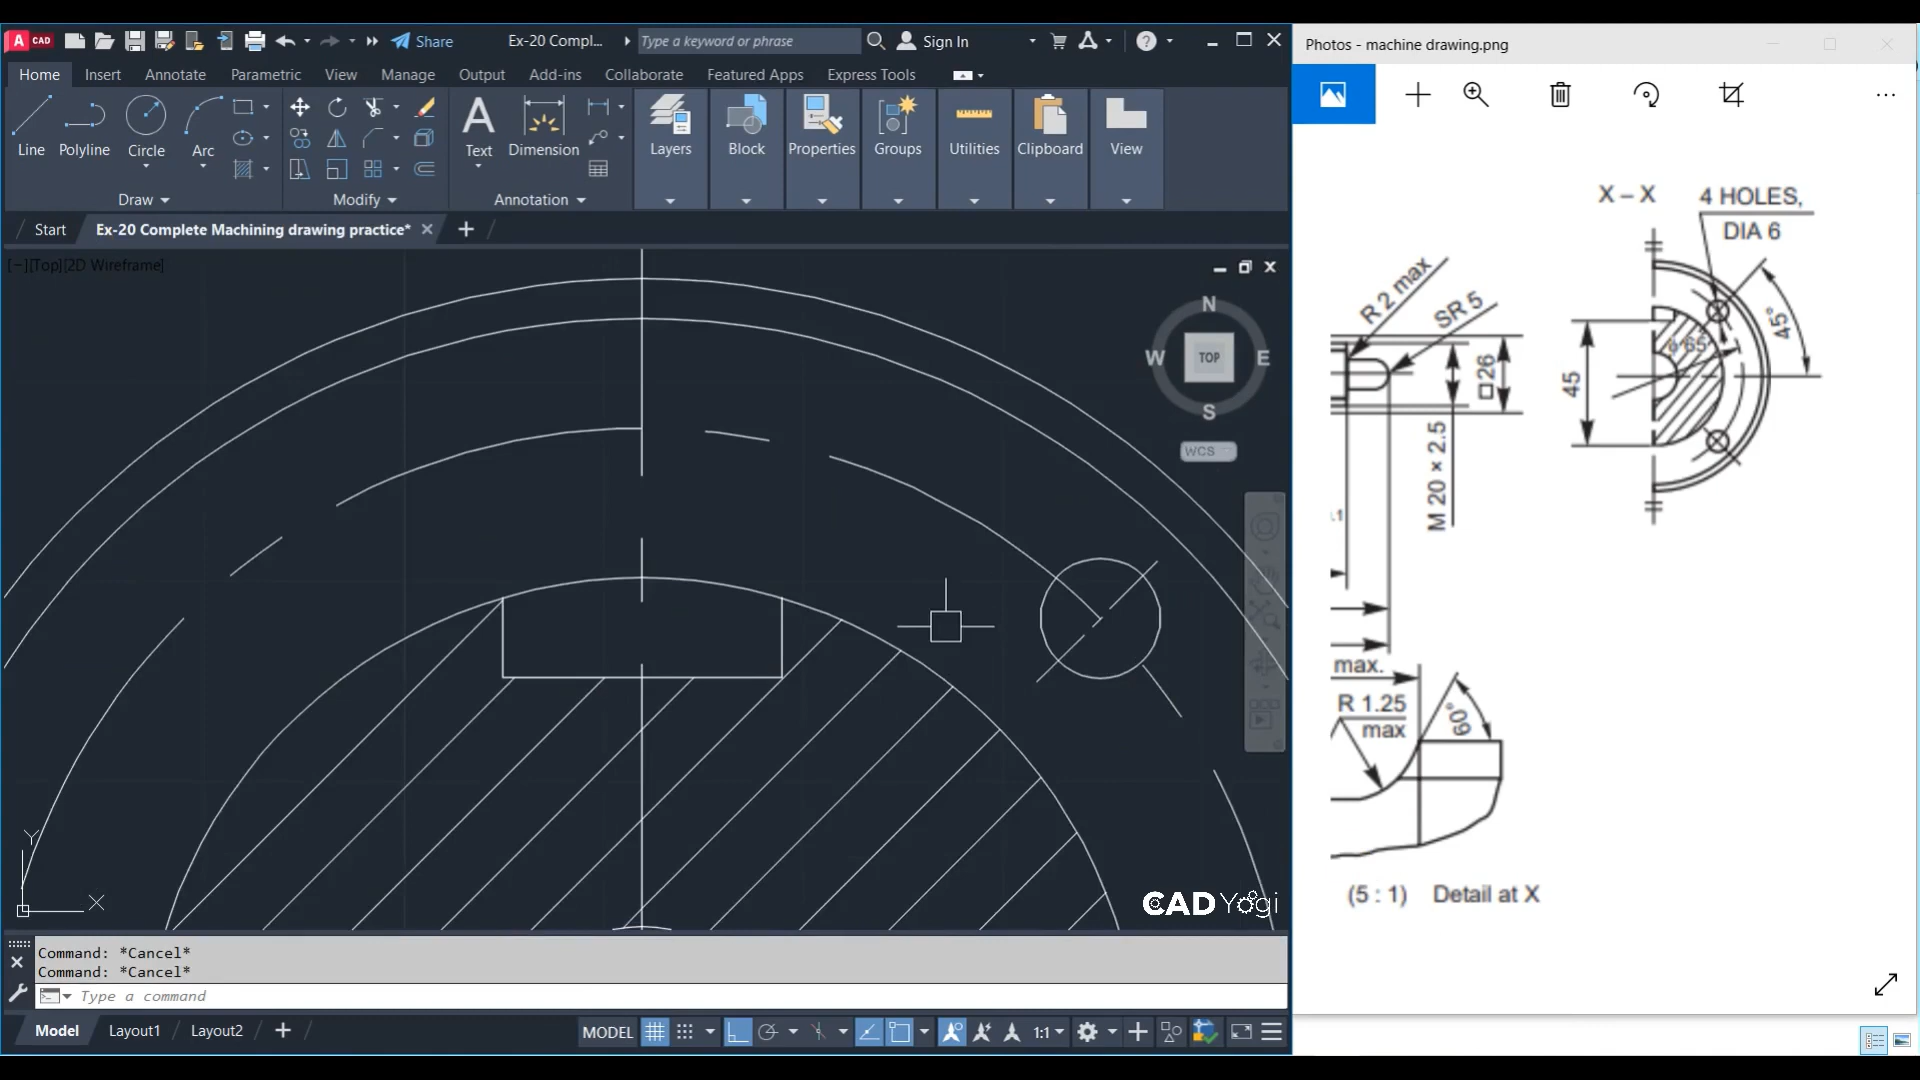 A CAD
Share
Ex-20 Compl...
Type a keyword or phrase
Sign In
Home Insert Annotate Parametric View Manage Output Add-ins Collaborate Featured Apps Express Tools
Line Polyline Circle Arc
Text Dimension
Layers Block Properties Groups Utilities Clipboard View
Draw Modify Annotation
Start Ex-20 Complete Machining drawing practice*
[-][Top][2D Wireframe]
N
W TOP E
S
WCS
Y
X
CAD Yogi
Command: *Cancel*
Command: *Cancel*
Type a command
Model Layout1 Layout2
MODEL 1:1
Photos - machine drawing.png
X – X 4 HOLES,
DIA 6
R 2 max
SR 5
45°
ϕ 65
□26
45
M 20 × 2.5
max.
R 1.25
max
60°
(5 : 1) Detail at X